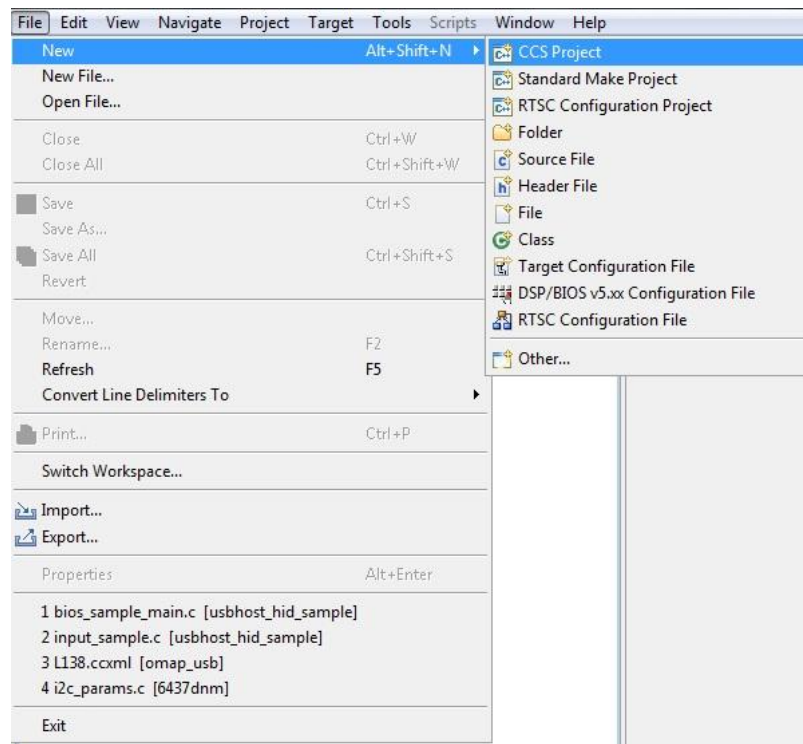 File Edit View Navigate Project Target Tools Scripts Window Help
New Alt+Shift+N
New File...
Open File...
Close Ctrl+W
Close All Ctrl+Shift+W
Save Ctrl+S
Save As...
Save All Ctrl+Shift+S
Revert
Move...
Rename... F2
Refresh F5
Convert Line Delimiters To
Print... Ctrl+P
Switch Workspace...
Import...
Export...
Properties Alt+Enter
1 bios_sample_main.c [usbhost_hid_sample]
2 input_sample.c [usbhost_hid_sample]
3 L138.ccxml [omap_usb]
4 i2c_params.c [6437dnm]
Exit
CCS Project
Standard Make Project
RTSC Configuration Project
Folder
Source File
Header File
File
Class
Target Configuration File
DSP/BIOS v5.xx Configuration File
RTSC Configuration File
Other...